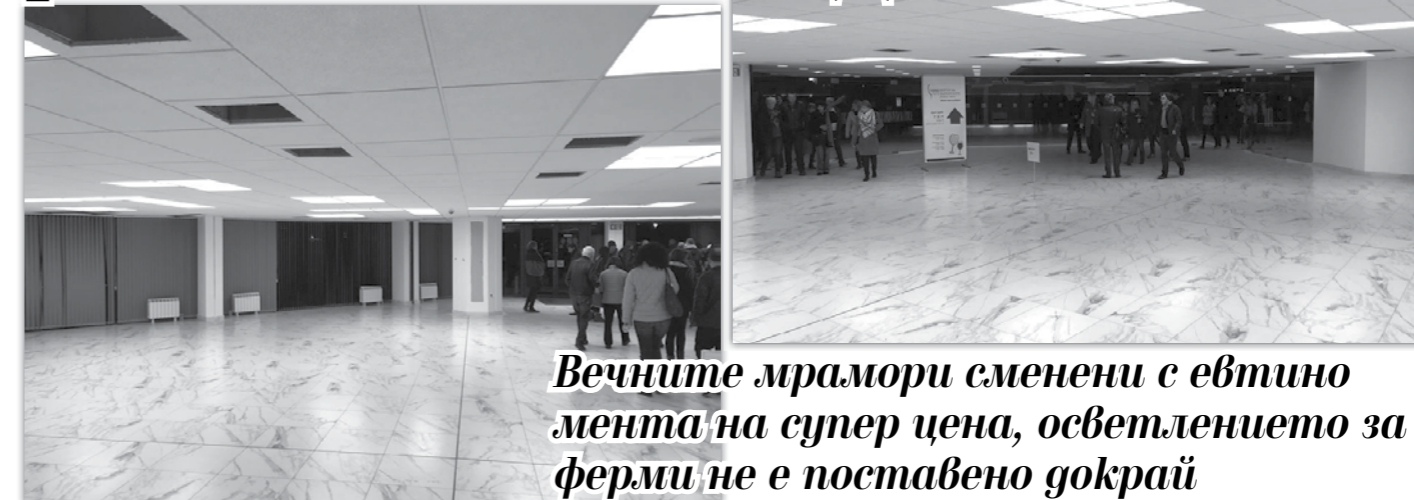 Вечните мрамори сменени с евтино
мента на супер цена, осветлението за
ферми не е поставено докрай